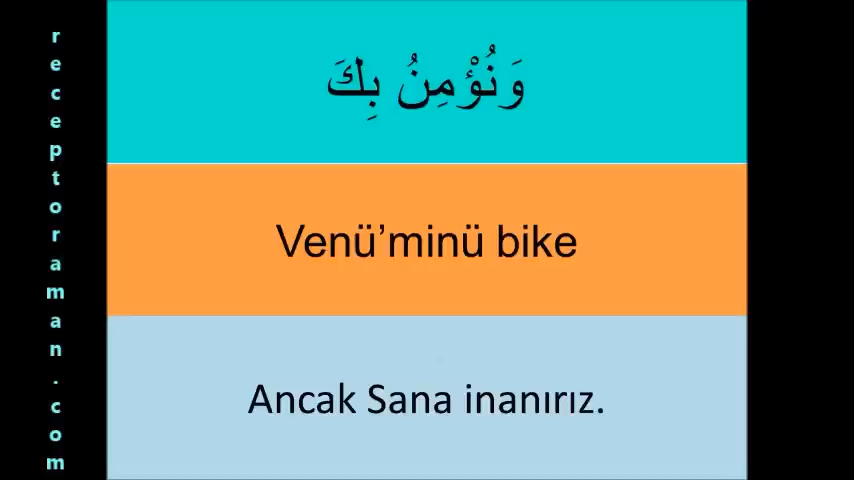 receptoraman.com
وَنُؤْمِنُ بِكَ
Venü’minü bike
Ancak Sana inanırız.